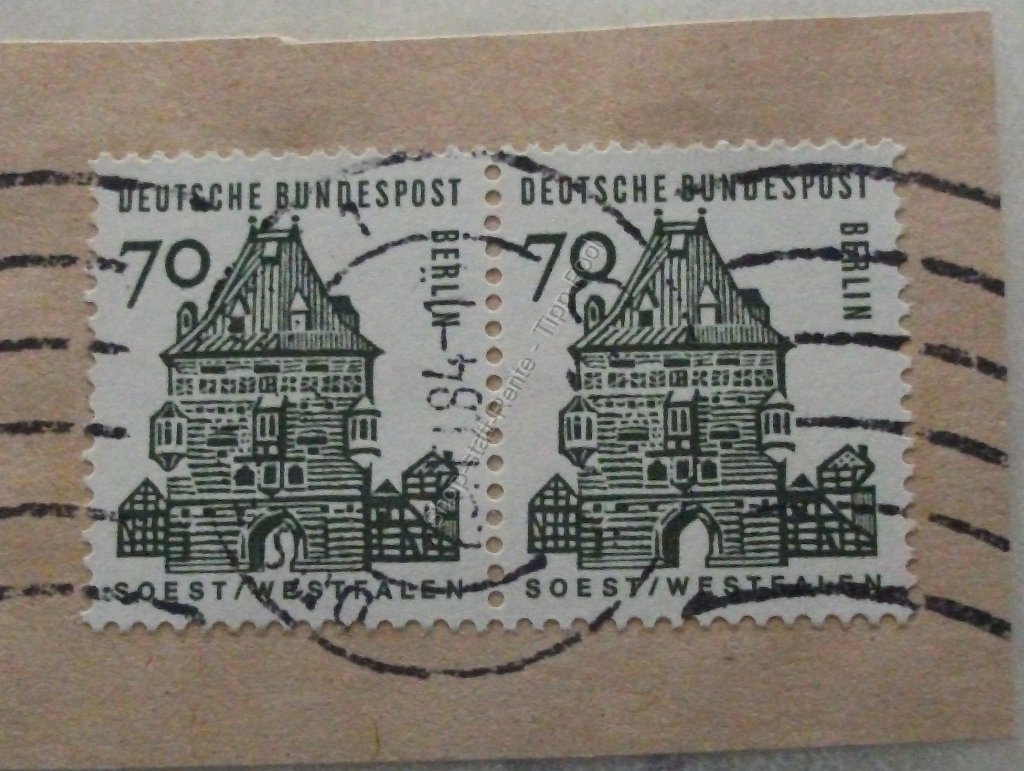 DEUTSCHE BUNDESPOST
70
BERLIN
SOEST/WESTFALEN
DEUTSCHE BUNDESPOST
70
BERLIN
SOEST/WESTFALEN